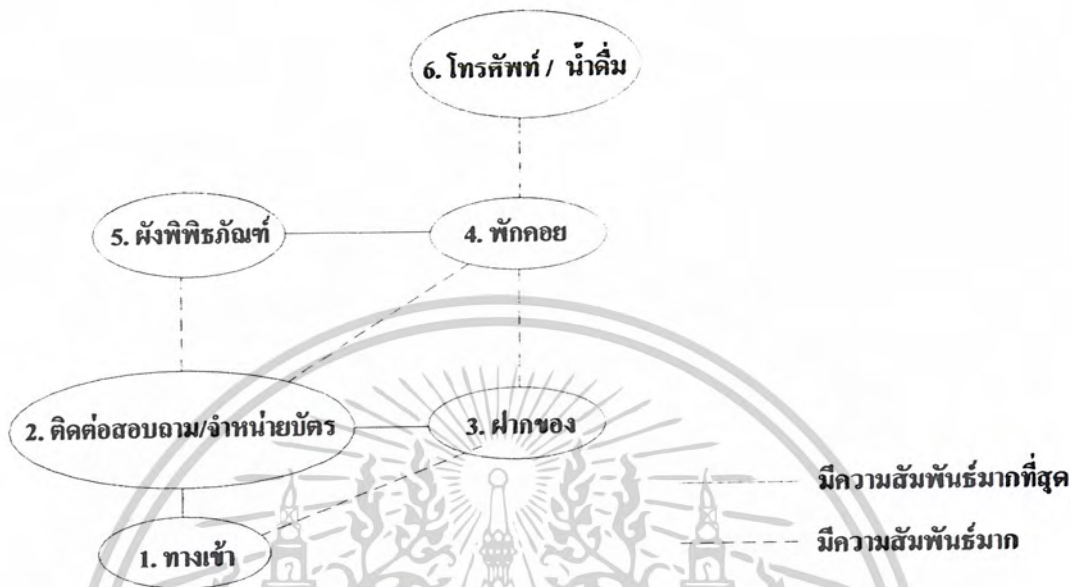 6. โทรศัพท์ / น้ำดื่ม
5. ผังพิพิธภัณฑ์
4. พักคอย
2. ติดต่อสอบถาม/จำหน่ายบัตร
3. ฝากของ
มีความสัมพันธ์มากที่สุด
มีความสัมพันธ์มาก
1. ทางเข้า